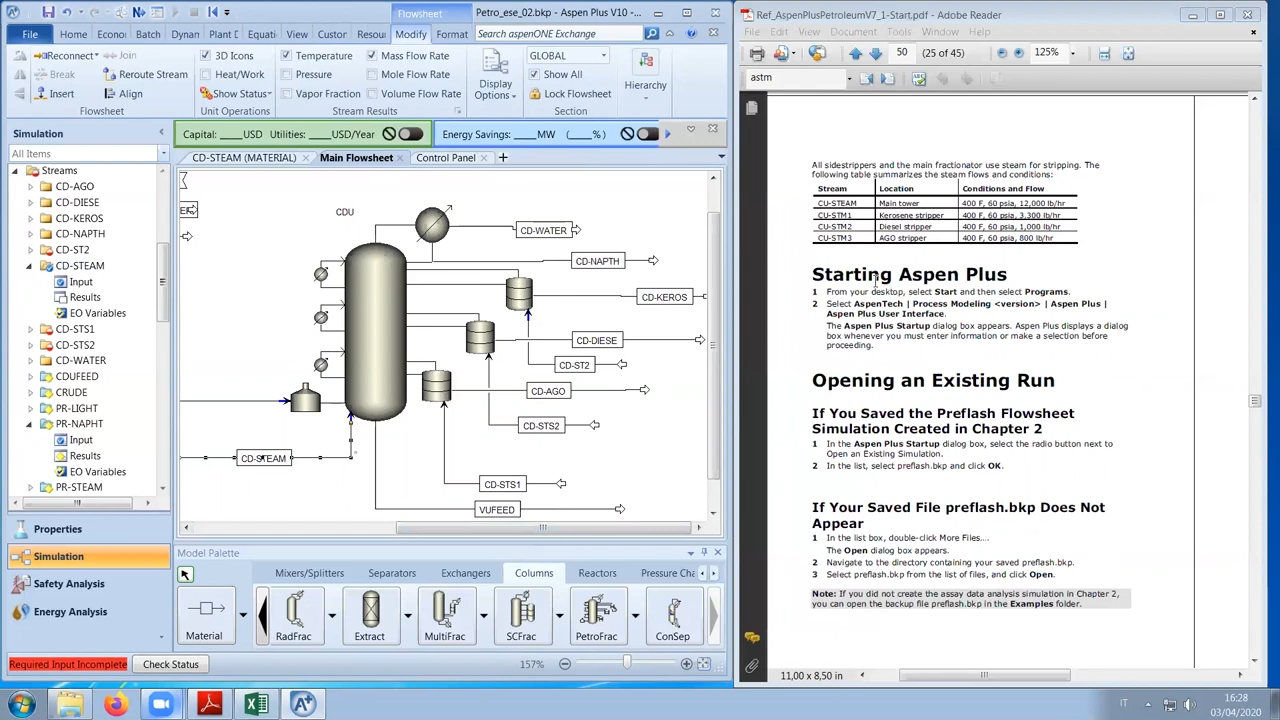 Flowsheet
Petro_ese_02.bkp - Aspen Plus V10 - ...
File
Home
Econo
Batch
Dynan
Plant D
Equati
View
Custor
Resou
Modify
Format
Search aspenONE Exchange
Reconnect
Join
Break
Reroute Stream
Insert
Align
Flowsheet
3D Icons
Heat/Work
Show Status
Unit Operations
Temperature
Mass Flow Rate
Pressure
Mole Flow Rate
Vapor Fraction
Volume Flow Rate
Stream Results
Display
Options
GLOBAL
Show All
Lock Flowsheet
Section
Hierarchy
Simulation
All Items
Capital: ____USD Utilities: ____USD/Year
Energy Savings: ____MW (____%)
CD-STEAM (MATERIAL)
Main Flowsheet
Control Panel
Streams
CD-AGO
CD-DIESE
CD-KEROS
CD-NAPTH
CD-ST2
CD-STEAM
Input
Results
EO Variables
CD-STS1
CD-STS2
CD-WATER
CDUFEED
CRUDE
PR-LIGHT
PR-NAPHT
Input
Results
EO Variables
PR-STEAM
CDU
CD-WATER
CD-NAPTH
CD-KEROS
CD-DIESE
CD-ST2
CD-AGO
CD-STS2
CD-STEAM
CD-STS1
VUFEED
Properties
Simulation
Safety Analysis
Energy Analysis
Model Palette
Mixers/Splitters
Separators
Exchangers
Columns
Reactors
Pressure Cha
Material
RadFrac
Extract
MultiFrac
SCFrac
PetroFrac
ConSep
Required Input Incomplete
Check Status
157%
Ref_AspenPlusPetroleumV7_1-Start.pdf - Adobe Reader
File Edit View Document Tools Window Help
50
(25 of 45)
125%
astm
All sidestrippers and the main fractionator use steam for stripping. The
following table summarizes the steam flows and conditions:
Stream Location Conditions and Flow
CU-STEAM Main tower 400 F, 60 psia, 12,000 lb/hr
CU-STM1 Kerosene stripper 400 F, 60 psia, 3,300 lb/hr
CU-STM2 Diesel stripper 400 F, 60 psia, 1,000 lb/hr
CU-STM3 AGO stripper 400 F, 60 psia, 800 lb/hr
Starting Aspen Plus
1 From your desktop, select Start and then select Programs.
2 Select AspenTech | Process Modeling <version> | Aspen Plus |
Aspen Plus User Interface.
The Aspen Plus Startup dialog box appears. Aspen Plus displays a dialog
box whenever you must enter information or make a selection before
proceeding.
Opening an Existing Run
If You Saved the Preflash Flowsheet
Simulation Created in Chapter 2
1 In the Aspen Plus Startup dialog box, select the radio button next to
Open an Existing Simulation.
2 In the list, select preflash.bkp and click OK.
If Your Saved File preflash.bkp Does Not
Appear
1 In the list box, double-click More Files....
The Open dialog box appears.
2 Navigate to the directory containing your saved preflash.bkp.
3 Select preflash.bkp from the list of files, and click Open.
Note: If you did not create the assay data analysis simulation in Chapter 2,
you can open the backup file preflash.bkp in the Examples folder.
11,00 x 8,50 in
IT
16:28
03/04/2020